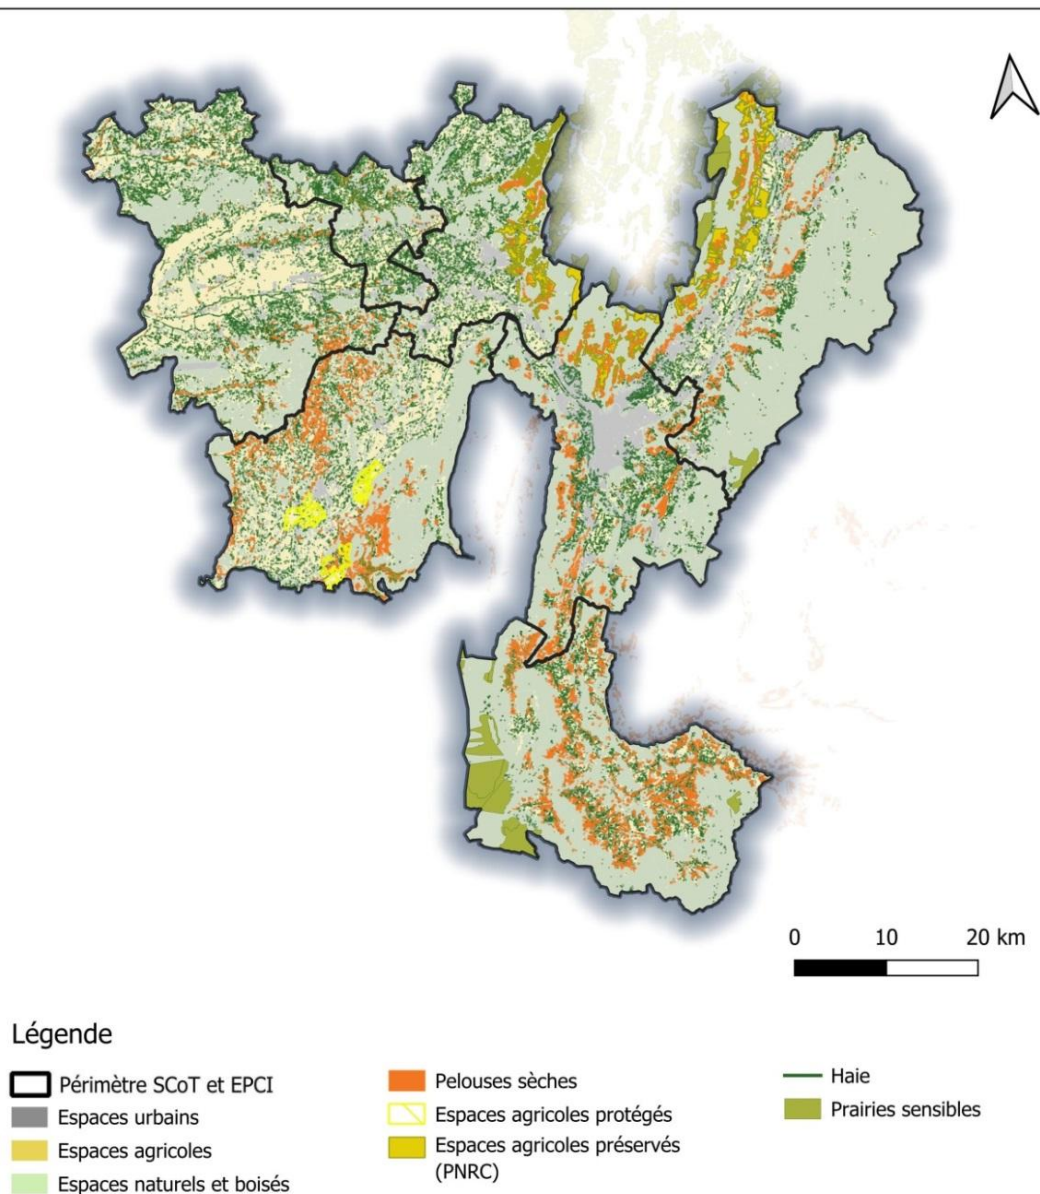 0 10 20 km
Légende
Périmètre SCoT et EPCI
Espaces urbains
Espaces agricoles
Espaces naturels et boisés
Pelouses sèches
Espaces agricoles protégés
Espaces agricoles préservés
(PNRC)
Haie
Prairies sensibles